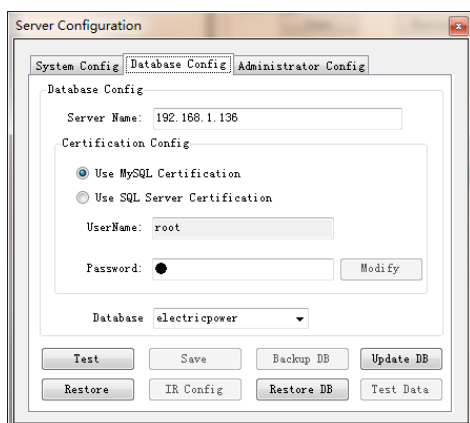 Server Configuration
System Config Database Config Administrator Config
Database Config
Server Name: 192.168.1.136
Certification Config
Use MySQL Certification
Use SQL Server Certification
UserName: root
Password: ●
Modify
Database electricpower
Test Save Backup DB Update DB
Restore IR Config Restore DB Test Data